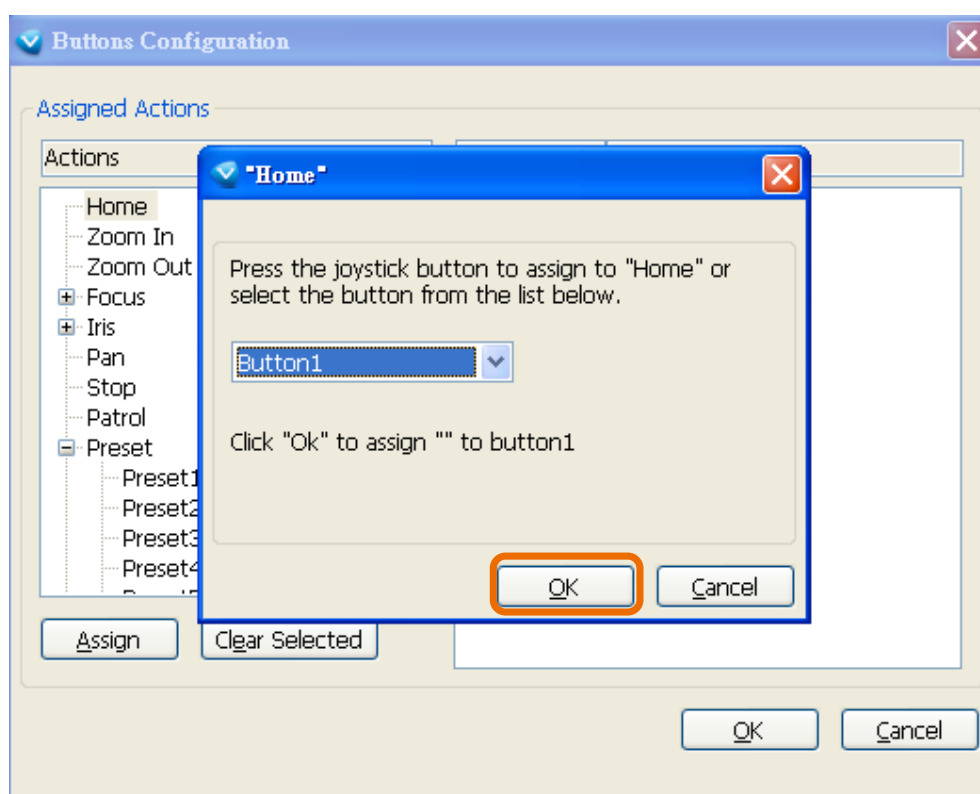 Buttons Configuration
Assigned Actions
Actions
"Home"
Home
Zoom In
Zoom Out
Focus
Iris
Pan
Stop
Patrol
Preset
Preset1
Preset2
Preset3
Preset4
Press the joystick button to assign to "Home" or
select the button from the list below.
Button1
Click "Ok" to assign "" to button1
OK
Cancel
Assign
Clear Selected
OK
Cancel